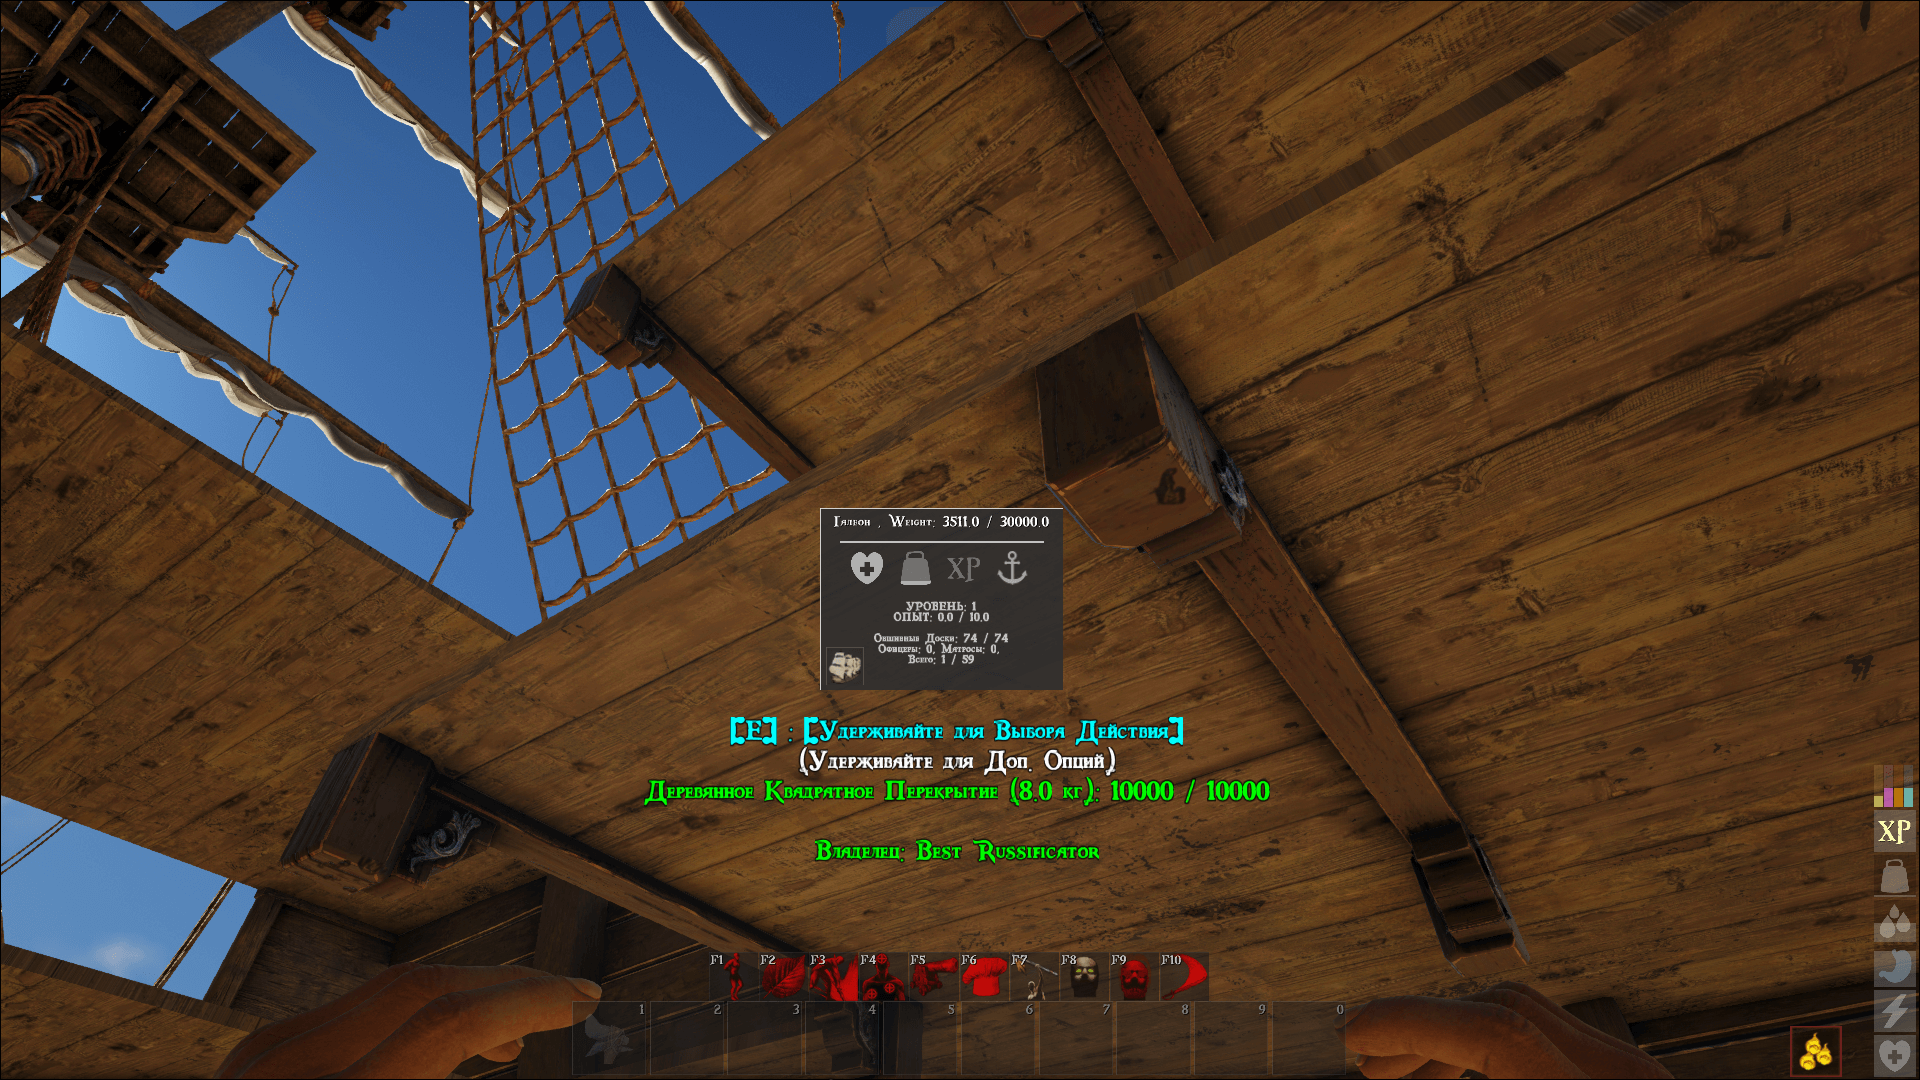 Галеон , Weight: 3511.0 / 30000.0
XP
УРОВЕНЬ: 1
ОПЫТ: 0.0 / 10.0
Обшивные Доски: 74 / 74
Офицеры: 0, Матросы: 0,
Всего: 1 / 59
[E] : [Удерживайте для Выбора Действия]
(Удерживайте для Доп. Опций)
Деревянное Квадратное Перекрытие (8.0 кг): 10000 / 10000
Владелец: Best Russificator
XP
F1 F2 F3 F4 F5 F6 F7 F8 F9 F10
1 2 3 4 5 6 7 8 9 0